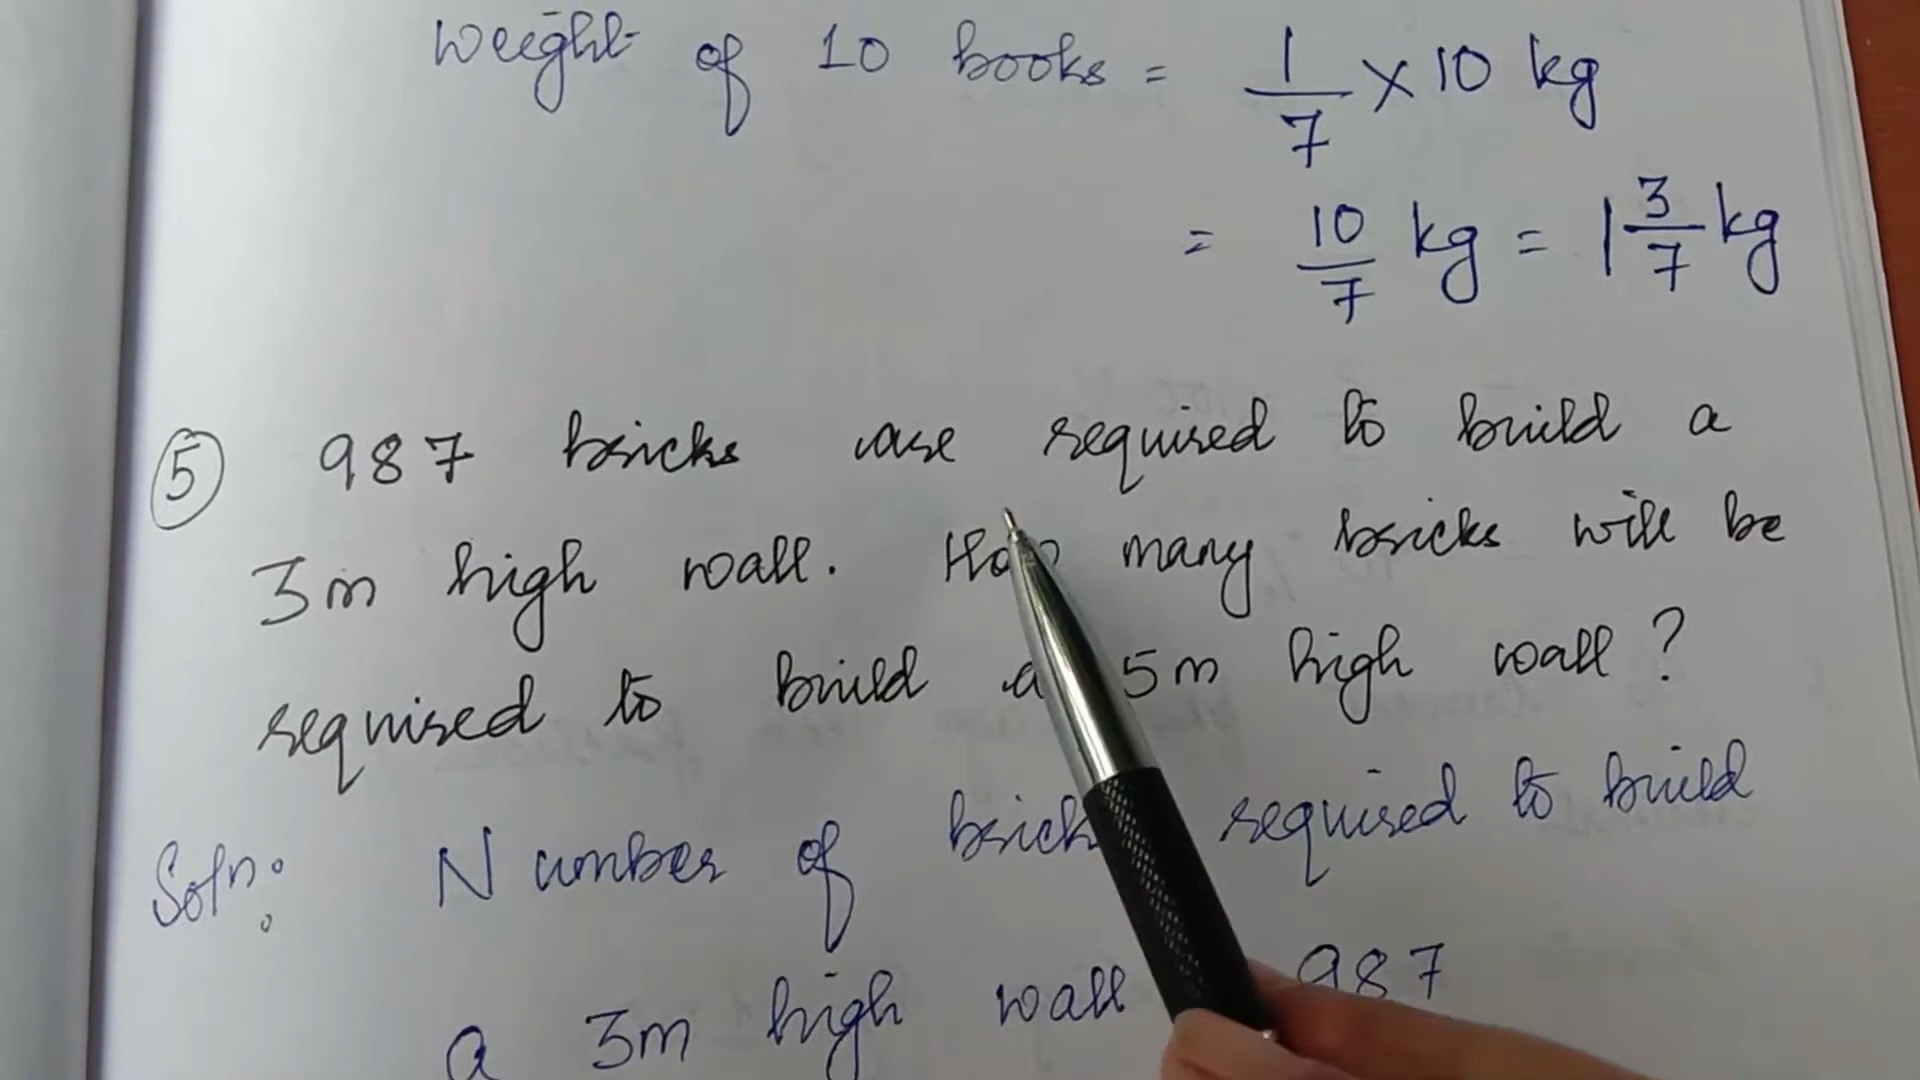 Weight of 10 books = 1/7 × 10 kg
= 10/7 kg = 1 3/7 kg
5 987 bricks are required to build a
3m high wall. How many bricks will be
required to build a 5m high wall?
Soln: Number of bricks required to build
a 3m high wall 987